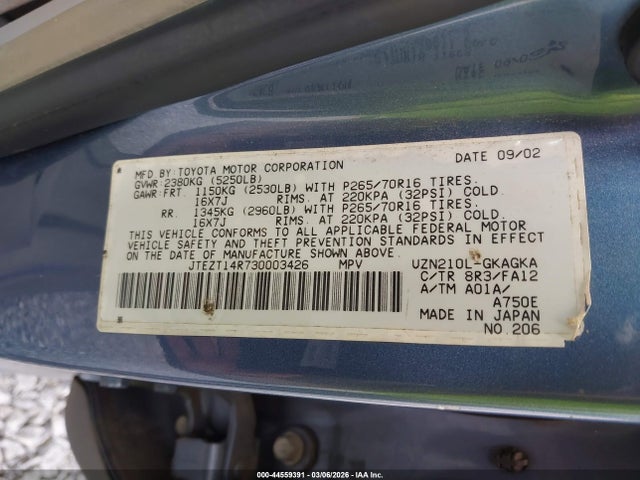 MFD BY: TOYOTA MOTOR CORPORATION DATE 09/02
GVWR: 2380KG (5250LB)
GAWR: FRT. 1150KG (2530LB) WITH P265/70R16 TIRES.
16X7J RIMS. AT 220KPA (32PSI) COLD.
RR. 1345KG (2960LB) WITH P265/70R16 TIRES.
16X7J RIMS. AT 220KPA (32PSI) COLD.
THIS VEHICLE CONFORMS TO ALL APPLICABLE FEDERAL MOTOR
VEHICLE SAFETY AND THEFT PREVENTION STANDARDS IN EFFECT
ON THE DATE OF MANUFACTURE SHOWN ABOVE.
JTEZT14R730003426 MPV UZN210L-GKAGKA
C/TR 8R3/FA12
A/TM A01A/
A750E
MADE IN JAPAN
NO.206
000-44559391 | 03/06/2026 - IAA Inc.